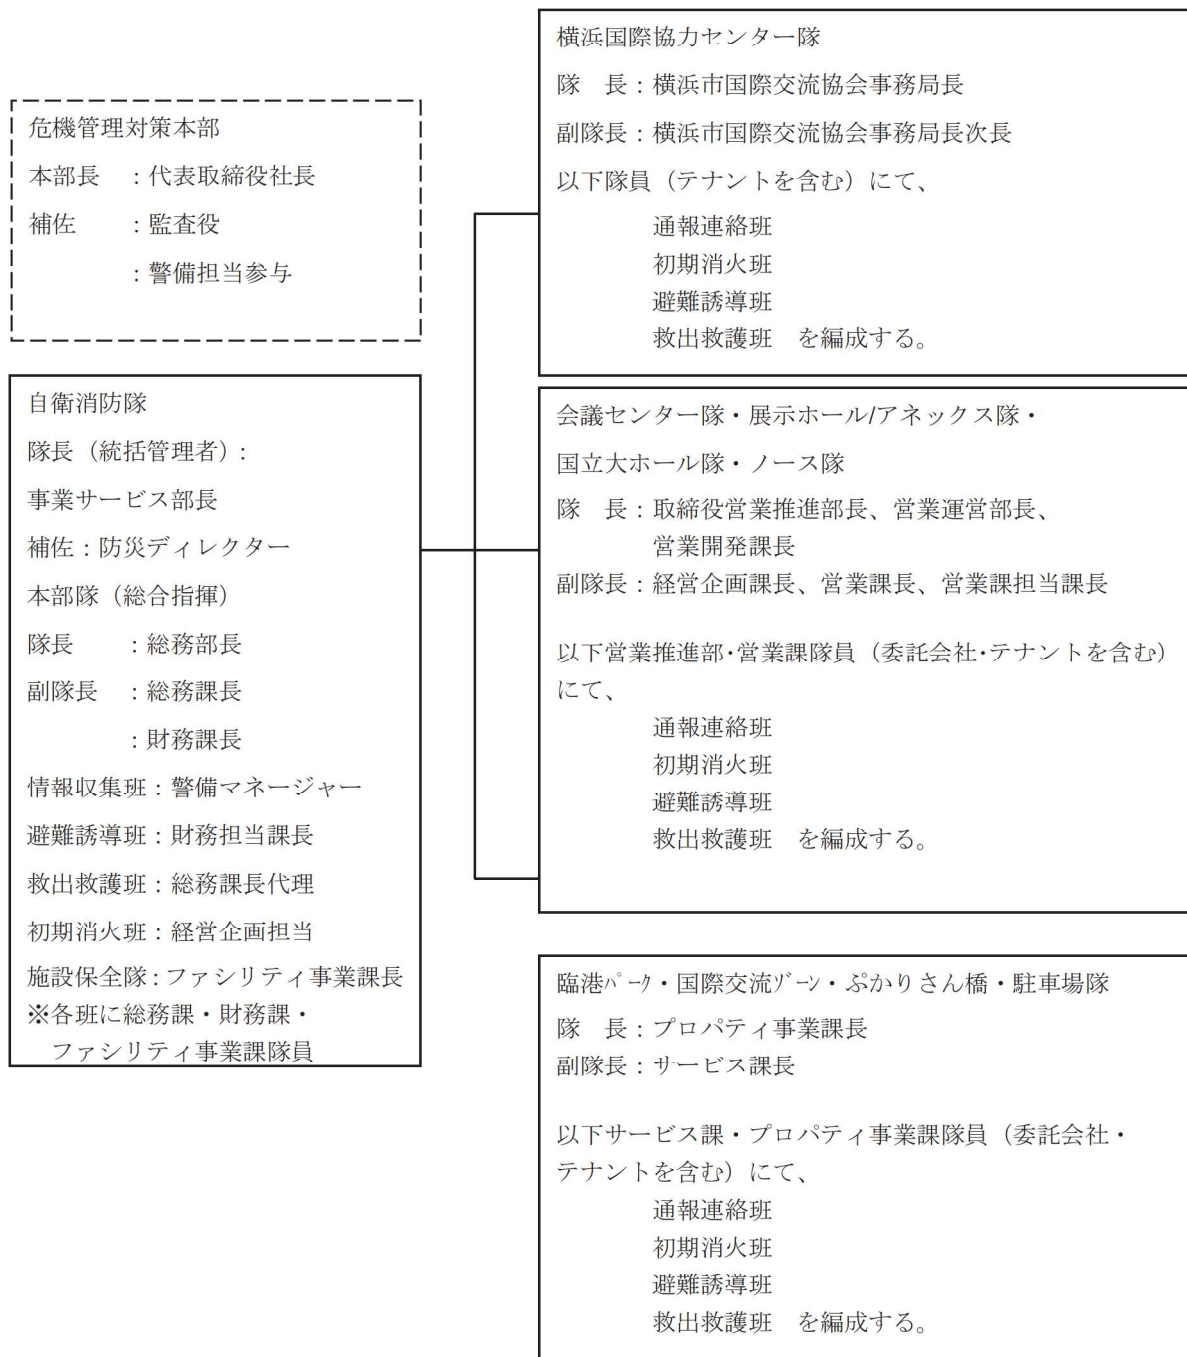 危機管理対策本部
本部長　：代表取締役社長
補佐　　：監査役
：警備担当参与
自衛消防隊
隊長（統括管理者）：
事業サービス部長
補佐：防災ディレクター
本部隊（総合指揮）
隊長　　：総務部長
副隊長　：総務課長
：財務課長
情報収集班：警備マネージャー
避難誘導班：財務担当課長
救出救護班：総務課長代理
初期消火班：経営企画担当
施設保全隊：ファシリティ事業課長
※各班に総務課・財務課・
ファシリティ事業課隊員
横浜国際協力センター隊
隊　長：横浜市国際交流協会事務局長
副隊長：横浜市国際交流協会事務局長次長
以下隊員（テナントを含む）にて、
通報連絡班
初期消火班
避難誘導班
救出救護班　を編成する。
会議センター隊・展示ホール/アネックス隊・
国立大ホール隊・ノース隊
隊　長：取締役営業推進部長、営業運営部長、
営業開発課長
副隊長：経営企画課長、営業課長、営業課担当課長
以下営業推進部・営業課隊員（委託会社・テナントを含む）
にて、
通報連絡班
初期消火班
避難誘導班
救出救護班　を編成する。
臨港ﾊﾟｰｸ・国際交流ｿﾞｰﾝ・ぷかりさん橋・駐車場隊
隊　長：プロパティ事業課長
副隊長：サービス課長
以下サービス課・プロパティ事業課隊員（委託会社・
テナントを含む）にて、
通報連絡班
初期消火班
避難誘導班
救出救護班　を編成する。